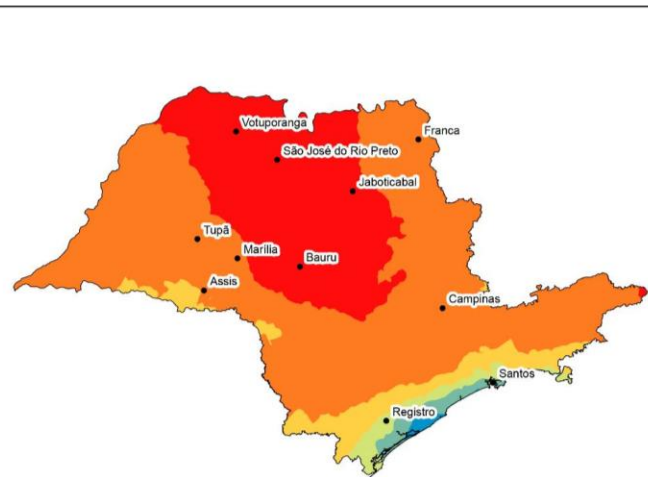 Votuporanga
Franca
São José do Rio Preto
Jaboticabal
Tupã
Marília
Bauru
Assis
Campinas
Santos
Registro